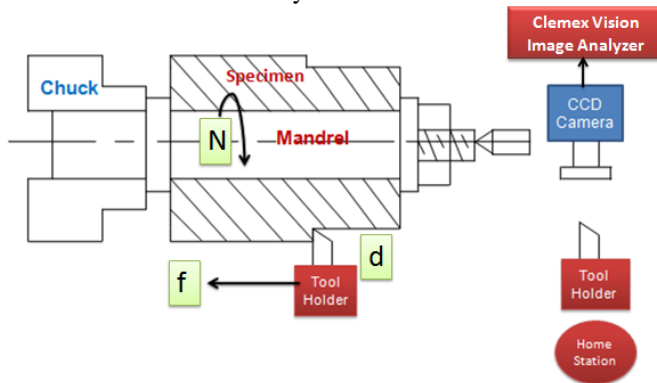 Clemex Vision
Image Analyzer
Chuck
Specimen
CCD
Camera
N
Mandrel
d
f
Tool
Holder
Tool
Holder
Home
Station